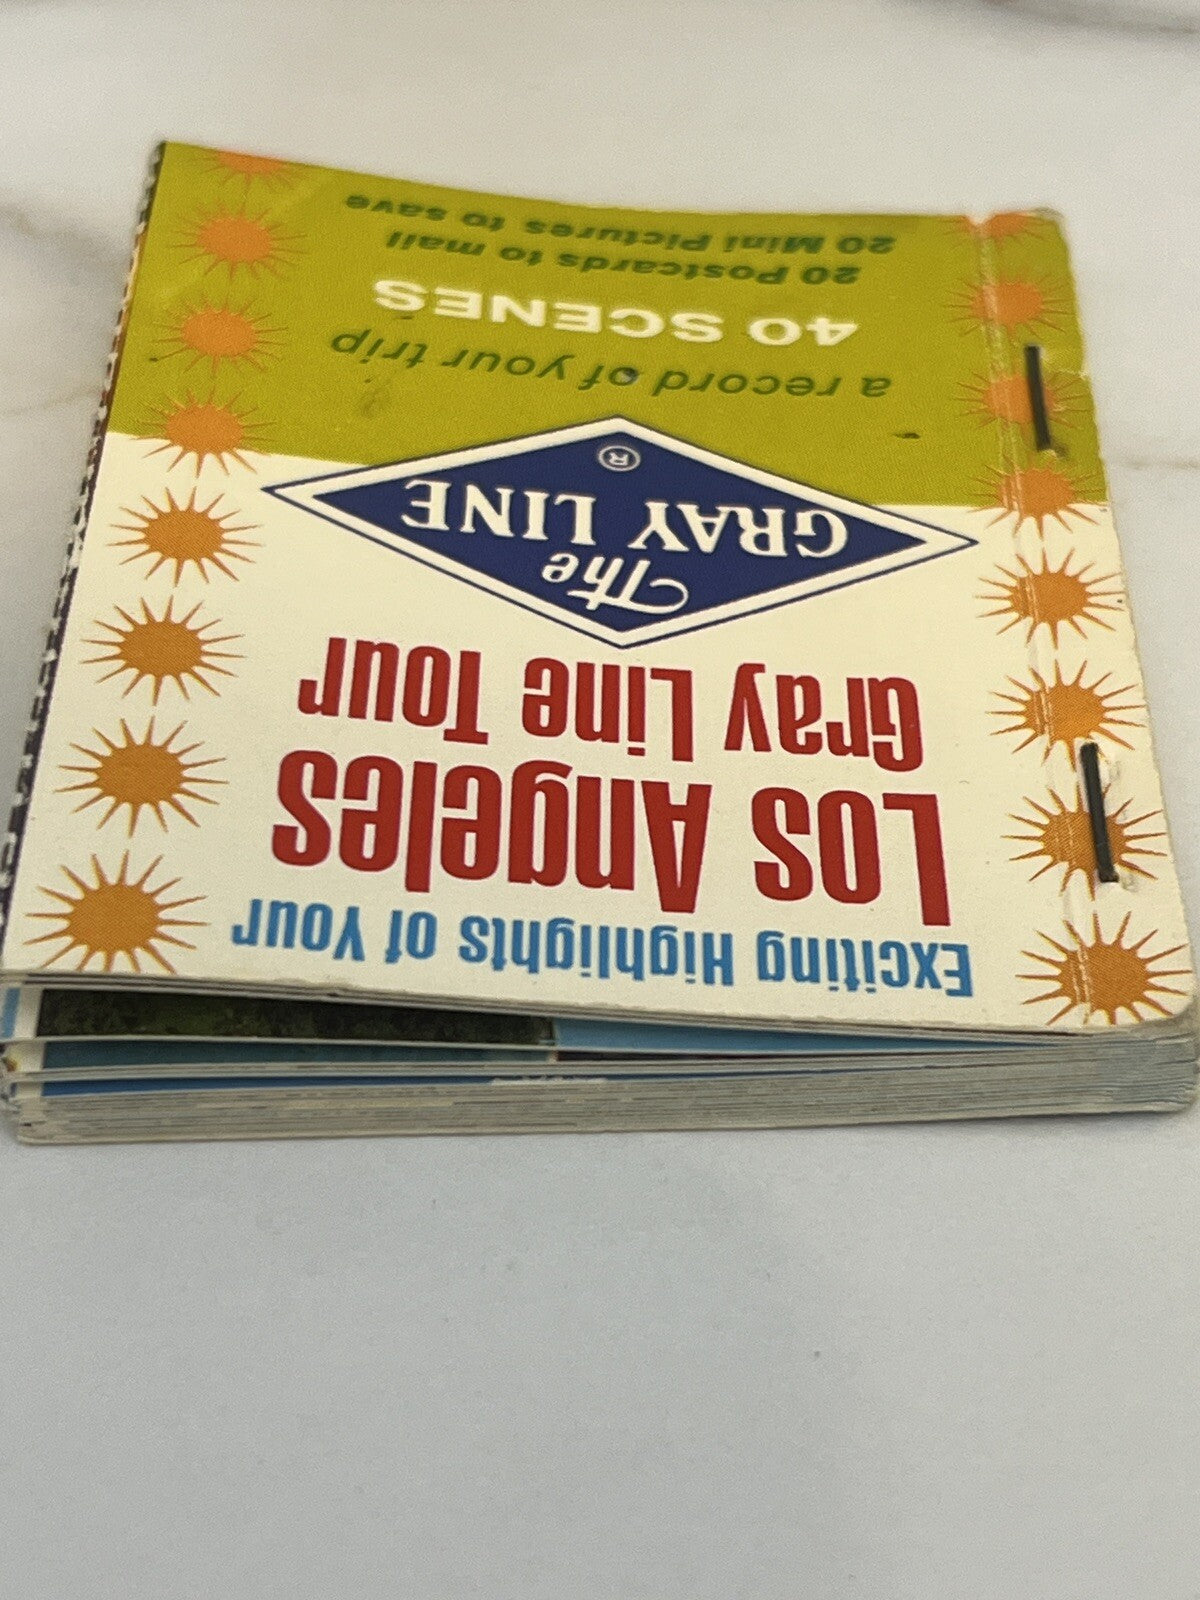 Exciting Highlights of Your
Los Angeles
Gray Line Tour
The
GRAY LINE
®
a record of your trip
40 SCENES
20 Postcards to mail
20 Mini Pictures to save